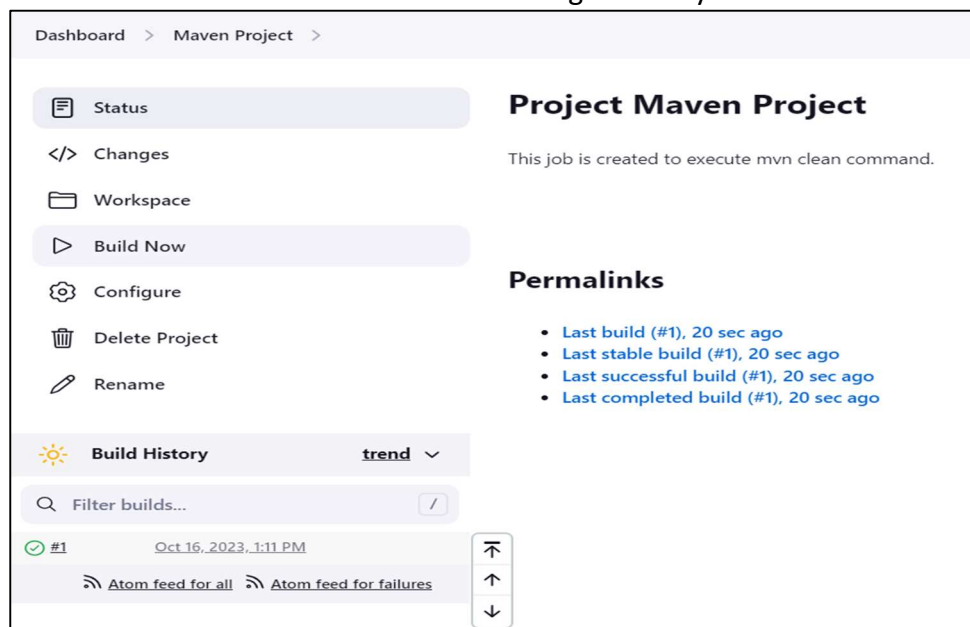 Dashboard > Maven Project >
Status
</> Changes
Workspace
Build Now
Configure
Delete Project
Rename
Build History trend
Filter builds... /
#1 Oct 16, 2023, 1:11 PM
Atom feed for all Atom feed for failures
Project Maven Project
This job is created to execute mvn clean command.
Permalinks
• Last build (#1), 20 sec ago
• Last stable build (#1), 20 sec ago
• Last successful build (#1), 20 sec ago
• Last completed build (#1), 20 sec ago